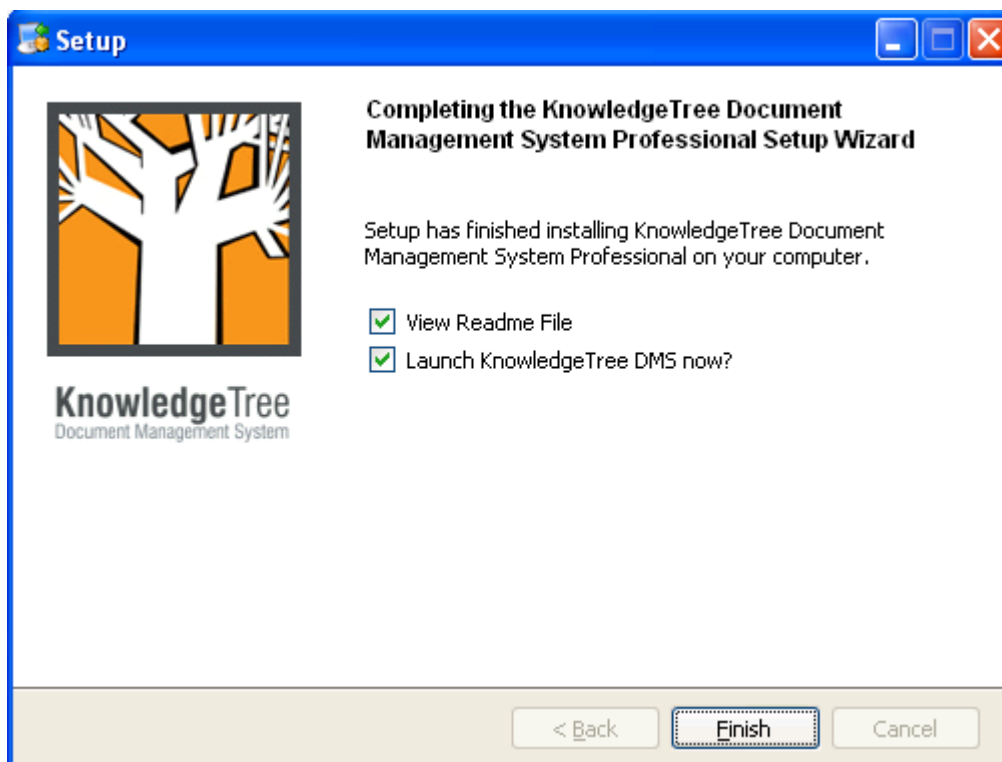 Setup
Completing the KnowledgeTree Document
Management System Professional Setup Wizard
Setup has finished installing KnowledgeTree Document
Management System Professional on your computer.
View Readme File
Launch KnowledgeTree DMS now?
KnowledgeTree
Document Management System
< Back
Finish
Cancel